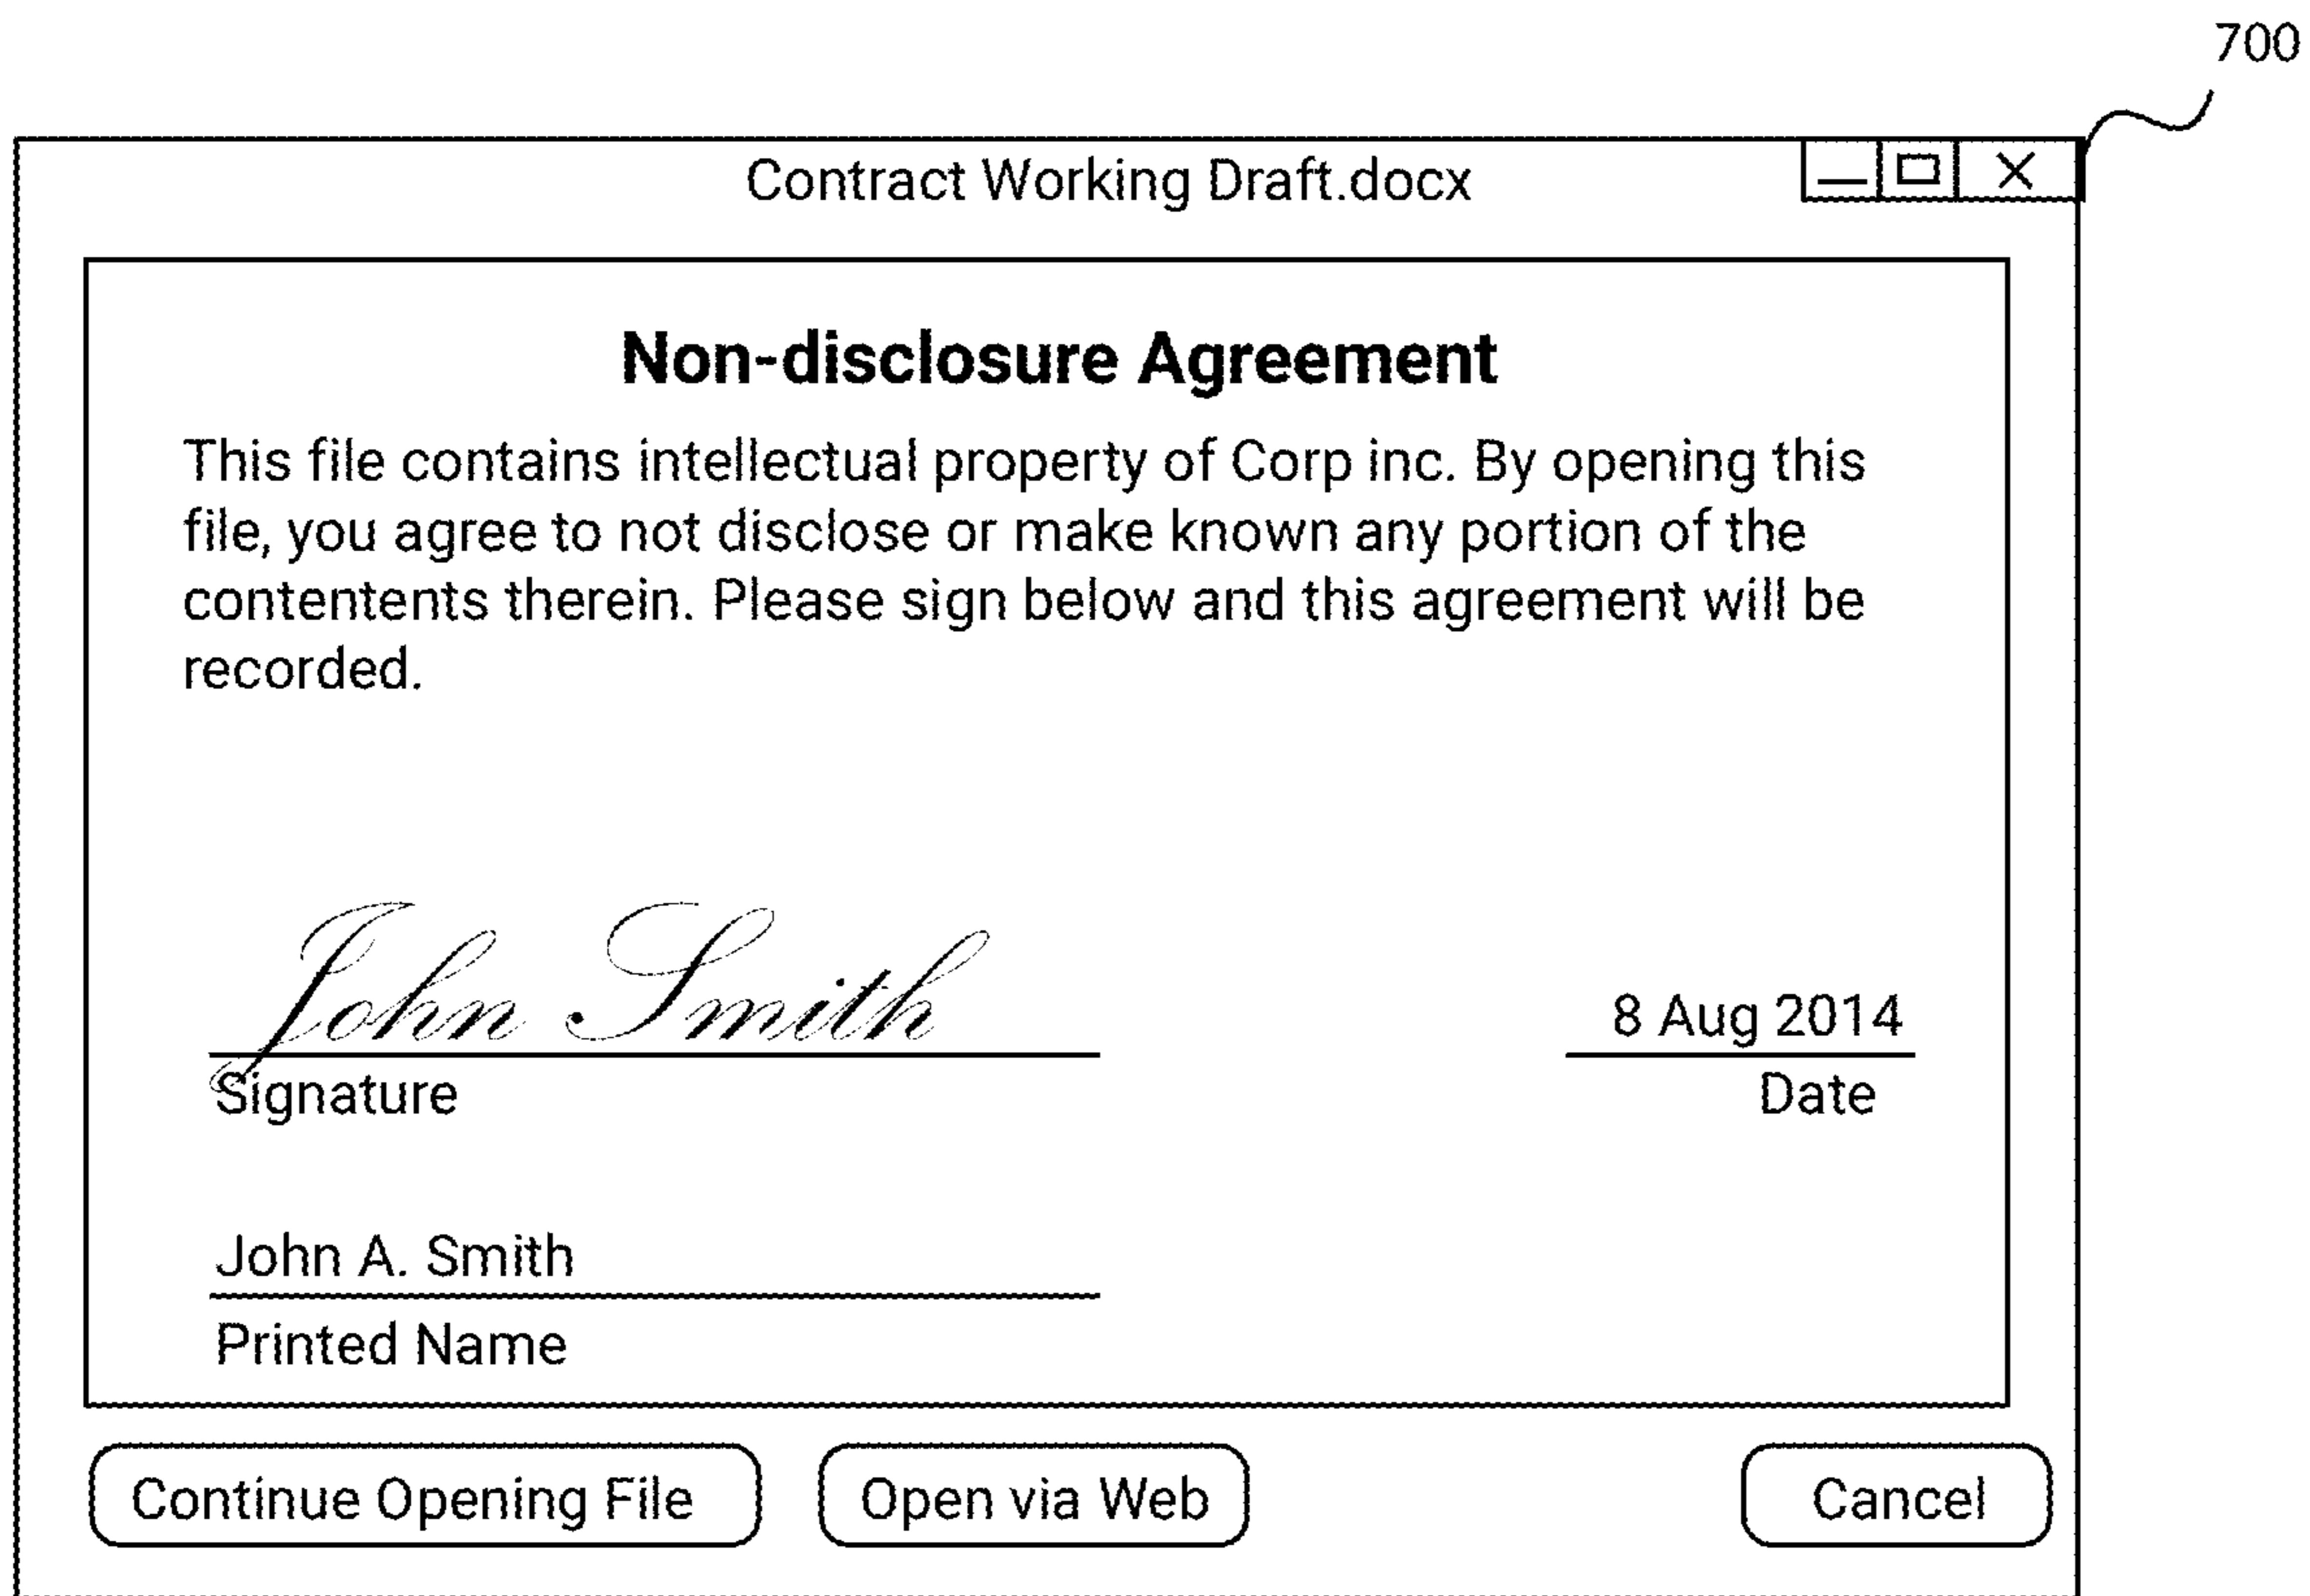 700
Contract Working Draft.docx
Non-disclosure Agreement
This file contains intellectual property of Corp inc. By opening this
file, you agree to not disclose or make known any portion of the
contentents therein. Please sign below and this agreement will be
recorded.
John Smith
8 Aug 2014
Signature
Date
John A. Smith
Printed Name
Continue Opening File
Open via Web
Cancel